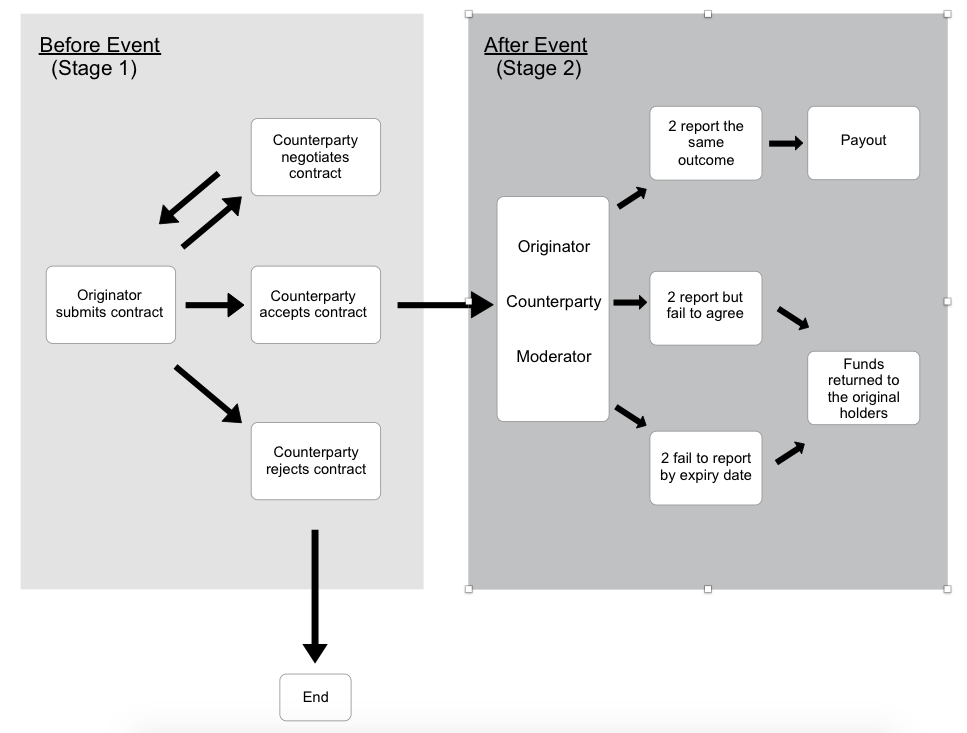 Before Event
(Stage 1)
Counterparty
negotiates
contract
Originator
submits contract
Counterparty
accepts contract
Counterparty
rejects contract
End
After Event
(Stage 2)
Originator
Counterparty
Moderator
2 report the
same
outcome
Payout
2 report but
fail to agree
2 fail to report
by expiry date
Funds
returned to
the original
holders